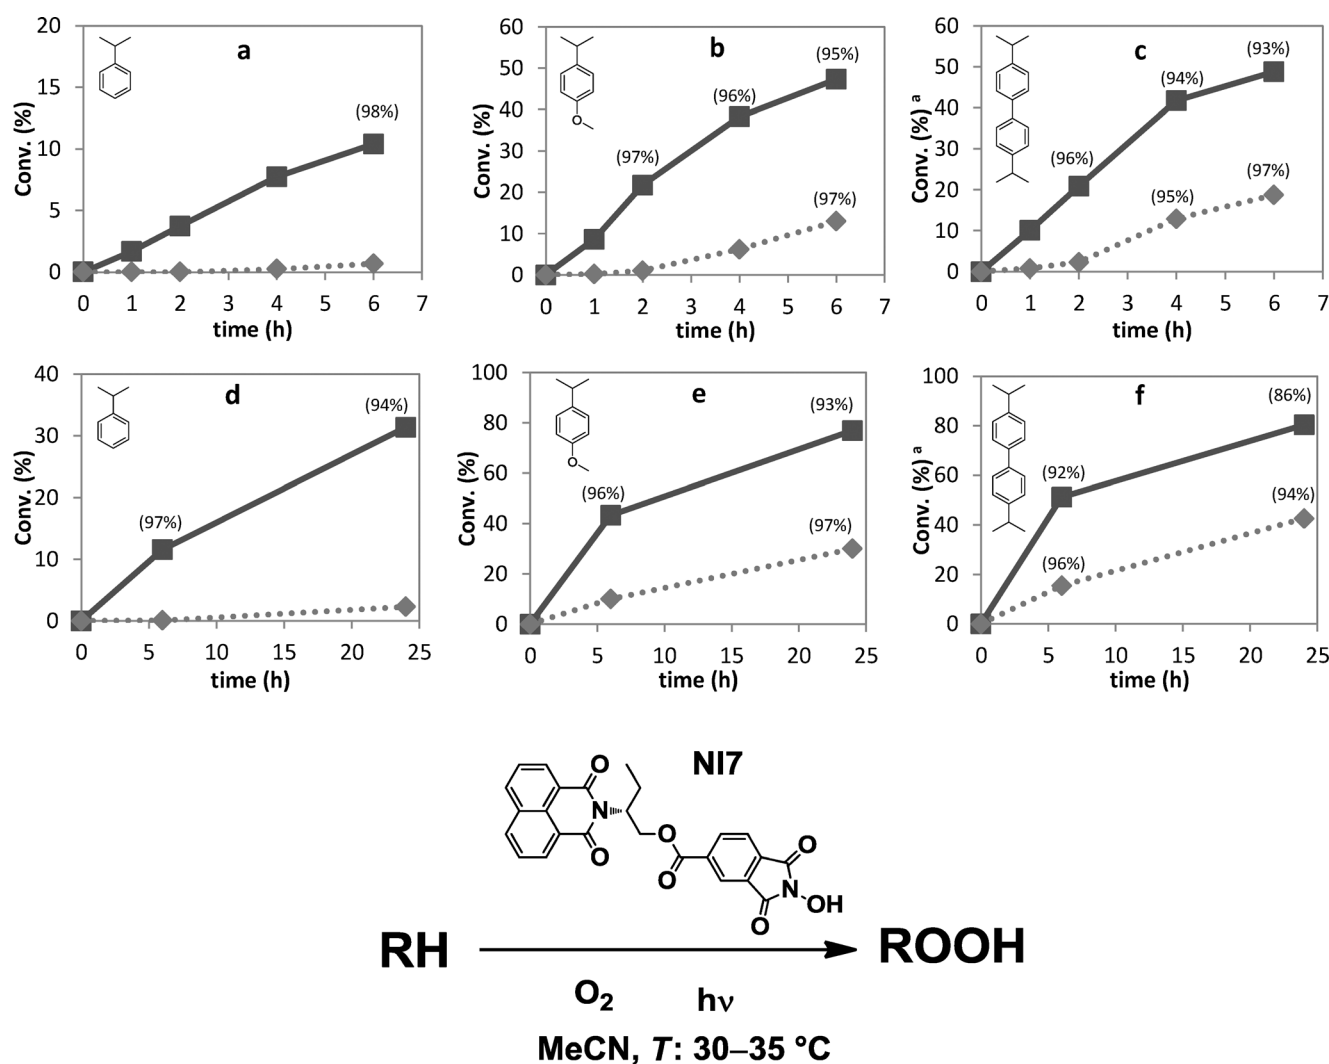 a
Conv. (%)
20
15
10
5
0
(98%)
0 1 2 3 4 5 6 7
time (h)
O
b
Conv. (%)
60
50
40
30
20
10
0
(97%)
(96%)
(95%)
(97%)
0 1 2 3 4 5 6 7
time (h)
c
Conv. (%) a
60
50
40
30
20
10
0
(96%)
(94%)
(93%)
(95%)
(97%)
0 1 2 3 4 5 6 7
time (h)
d
Conv. (%)
40
30
20
10
0
(97%)
(94%)
0 5 10 15 20 25
time (h)
O
e
Conv. (%)
100
80
60
40
20
0
(96%)
(93%)
(97%)
0 5 10 15 20 25
time (h)
f
Conv. (%) a
100
80
60
40
20
0
(92%)
(86%)
(96%)
(94%)
0 5 10 15 20 25
time (h)
NI7
O
N
O
O
O
O
N
OH
O
RH
ROOH
O2 hν
MeCN, T: 30–35 °C